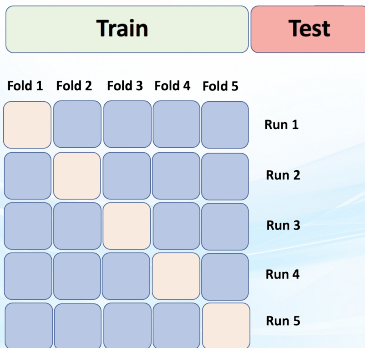 Train Test
Fold 1 Fold 2 Fold 3 Fold 4 Fold 5
Run 1
Run 2
Run 3
Run 4
Run 5